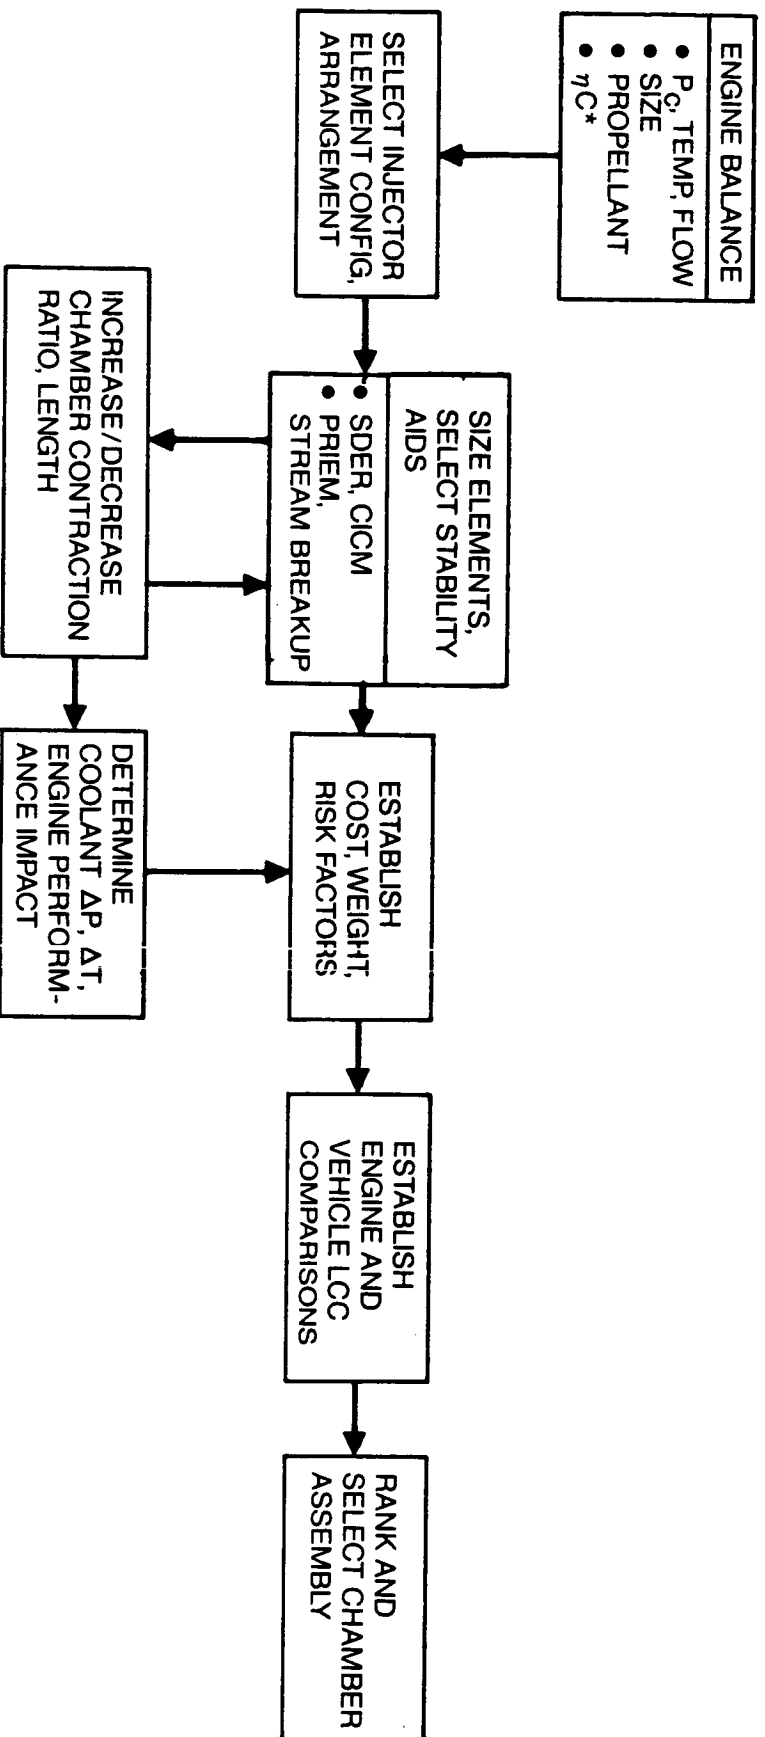 ENGINE BALANCE
• P_C, TEMP, FLOW
• SIZE
• PROPELLANT
• ηC*
SELECT INJECTOR
ELEMENT CONFIG,
ARRANGEMENT
SIZE ELEMENTS,
SELECT STABILITY
AIDS
• SDER, CICM
• PRIEM,
STREAM BREAKUP
INCREASE/DECREASE
CHAMBER CONTRACTION
RATIO, LENGTH
DETERMINE
COOLANT ΔP, ΔT,
ENGINE PERFORM-
ANCE IMPACT
ESTABLISH
COST, WEIGHT,
RISK FACTORS
ESTABLISH
ENGINE AND
VEHICLE LCC
COMPARISONS
RANK AND
SELECT CHAMBER
ASSEMBLY